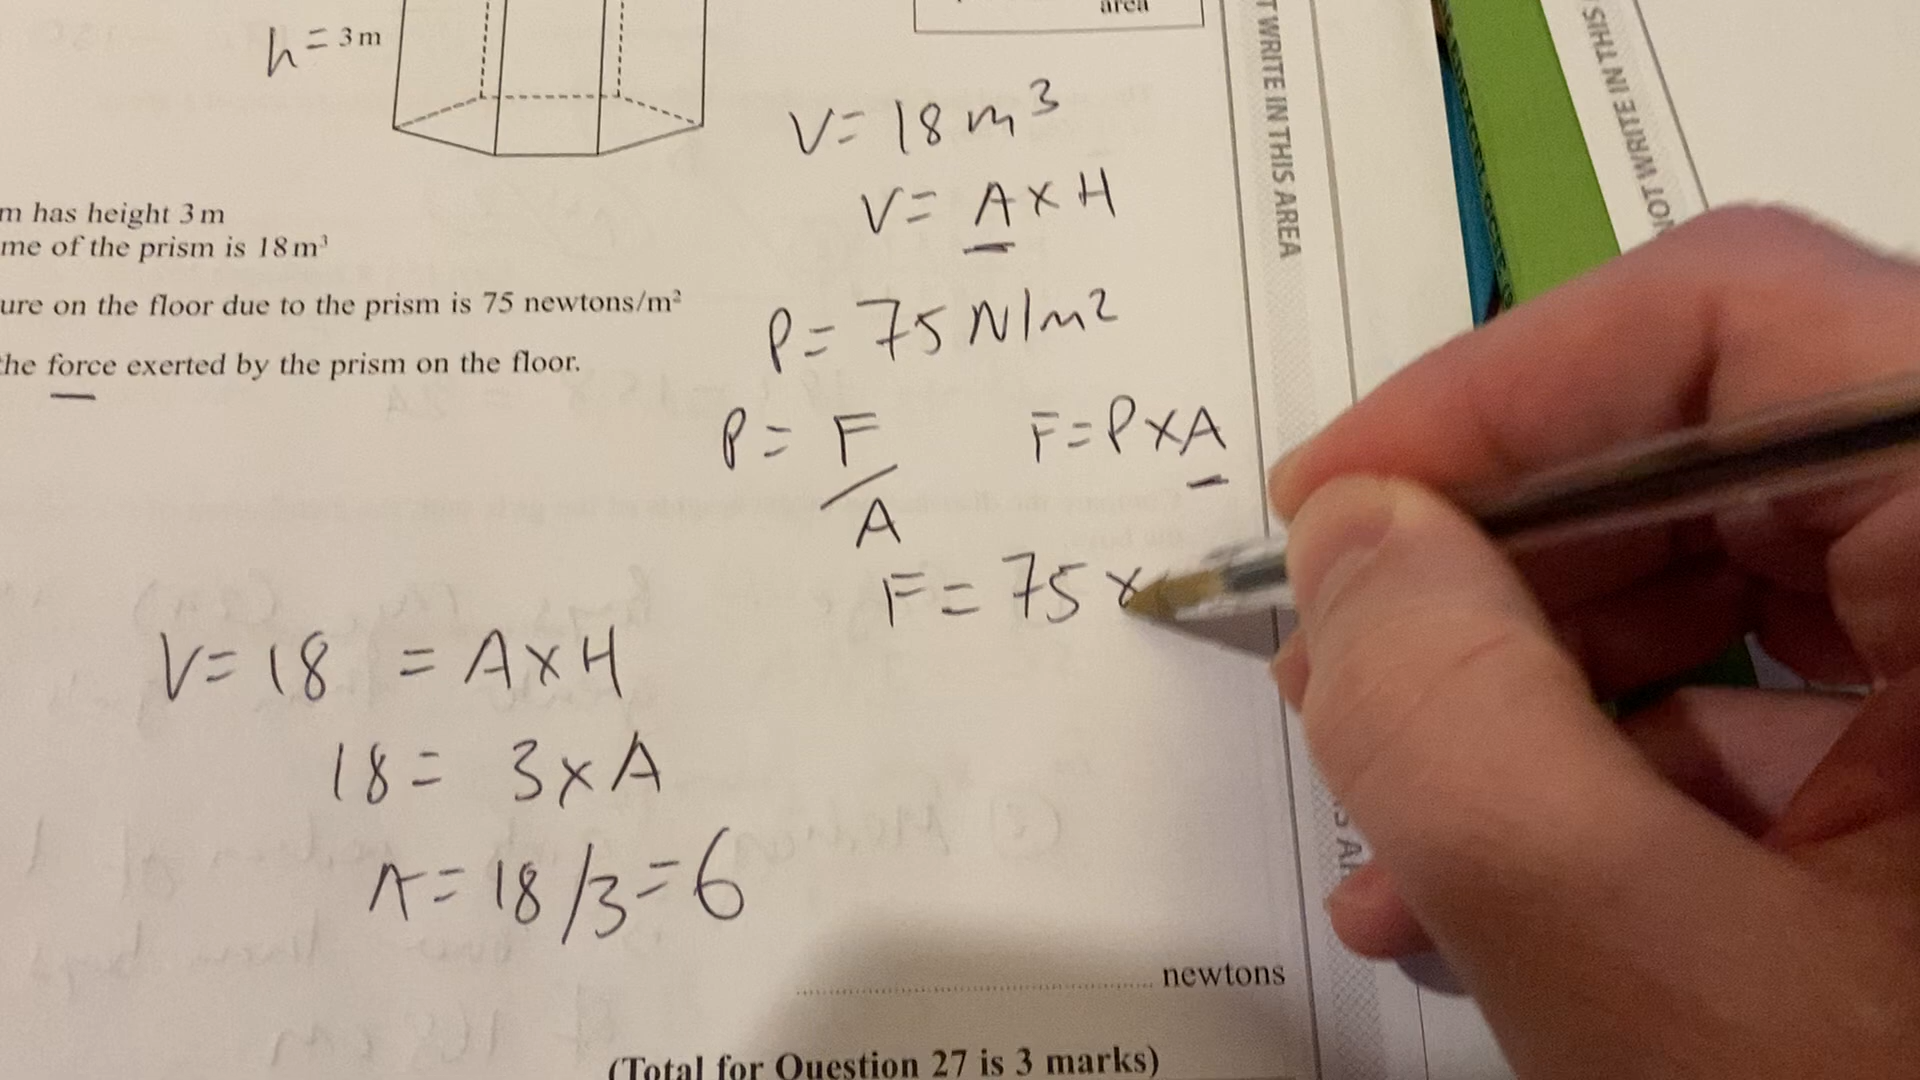 area
h = 3 m
V = 18 m³
V = A x H
m has height 3 m
me of the prism is 18 m³
ure on the floor due to the prism is 75 newtons/m²
P = 75 N/m²
the force exerted by the prism on the floor.
P = F/A
F = P x A
F = 75 x
V = 18 = A x H
18 = 3 x A
A = 18/3 = 6
newtons
(Total for Question 27 is 3 marks)
T WRITE IN THIS AREA
NOT WRITE IN THIS